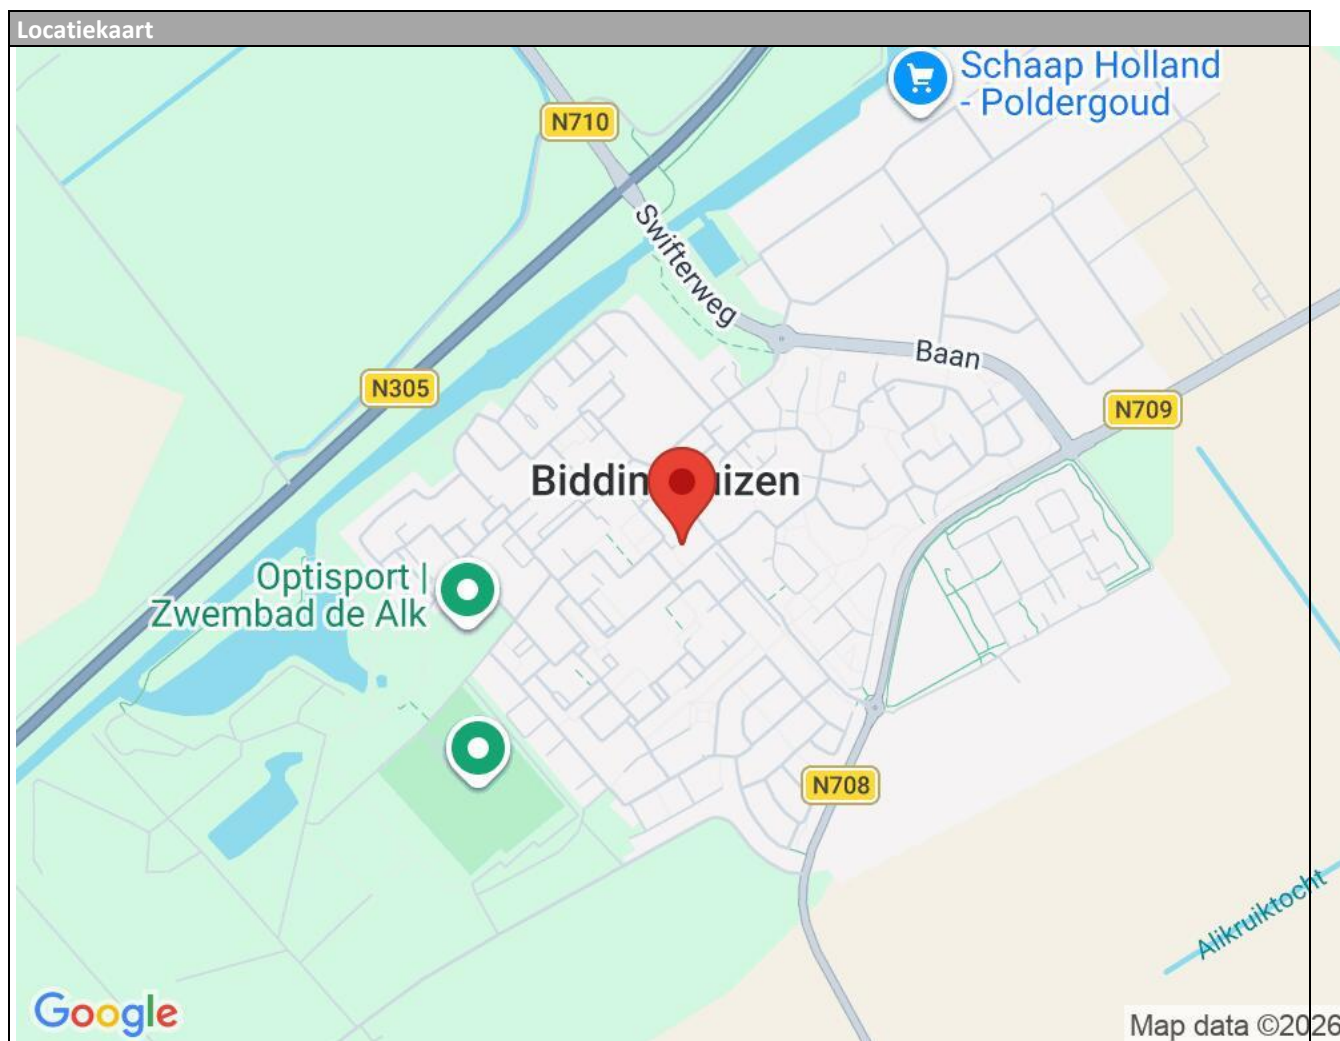 Locatiekaart
Schaap Holland
- Poldergoud
N710
Swifterweg
Baan
N305
N709
Biddin
izen
Optisport |
Zwembad de Alk
N708
Alikruiktocht
Google
Map data ©2026